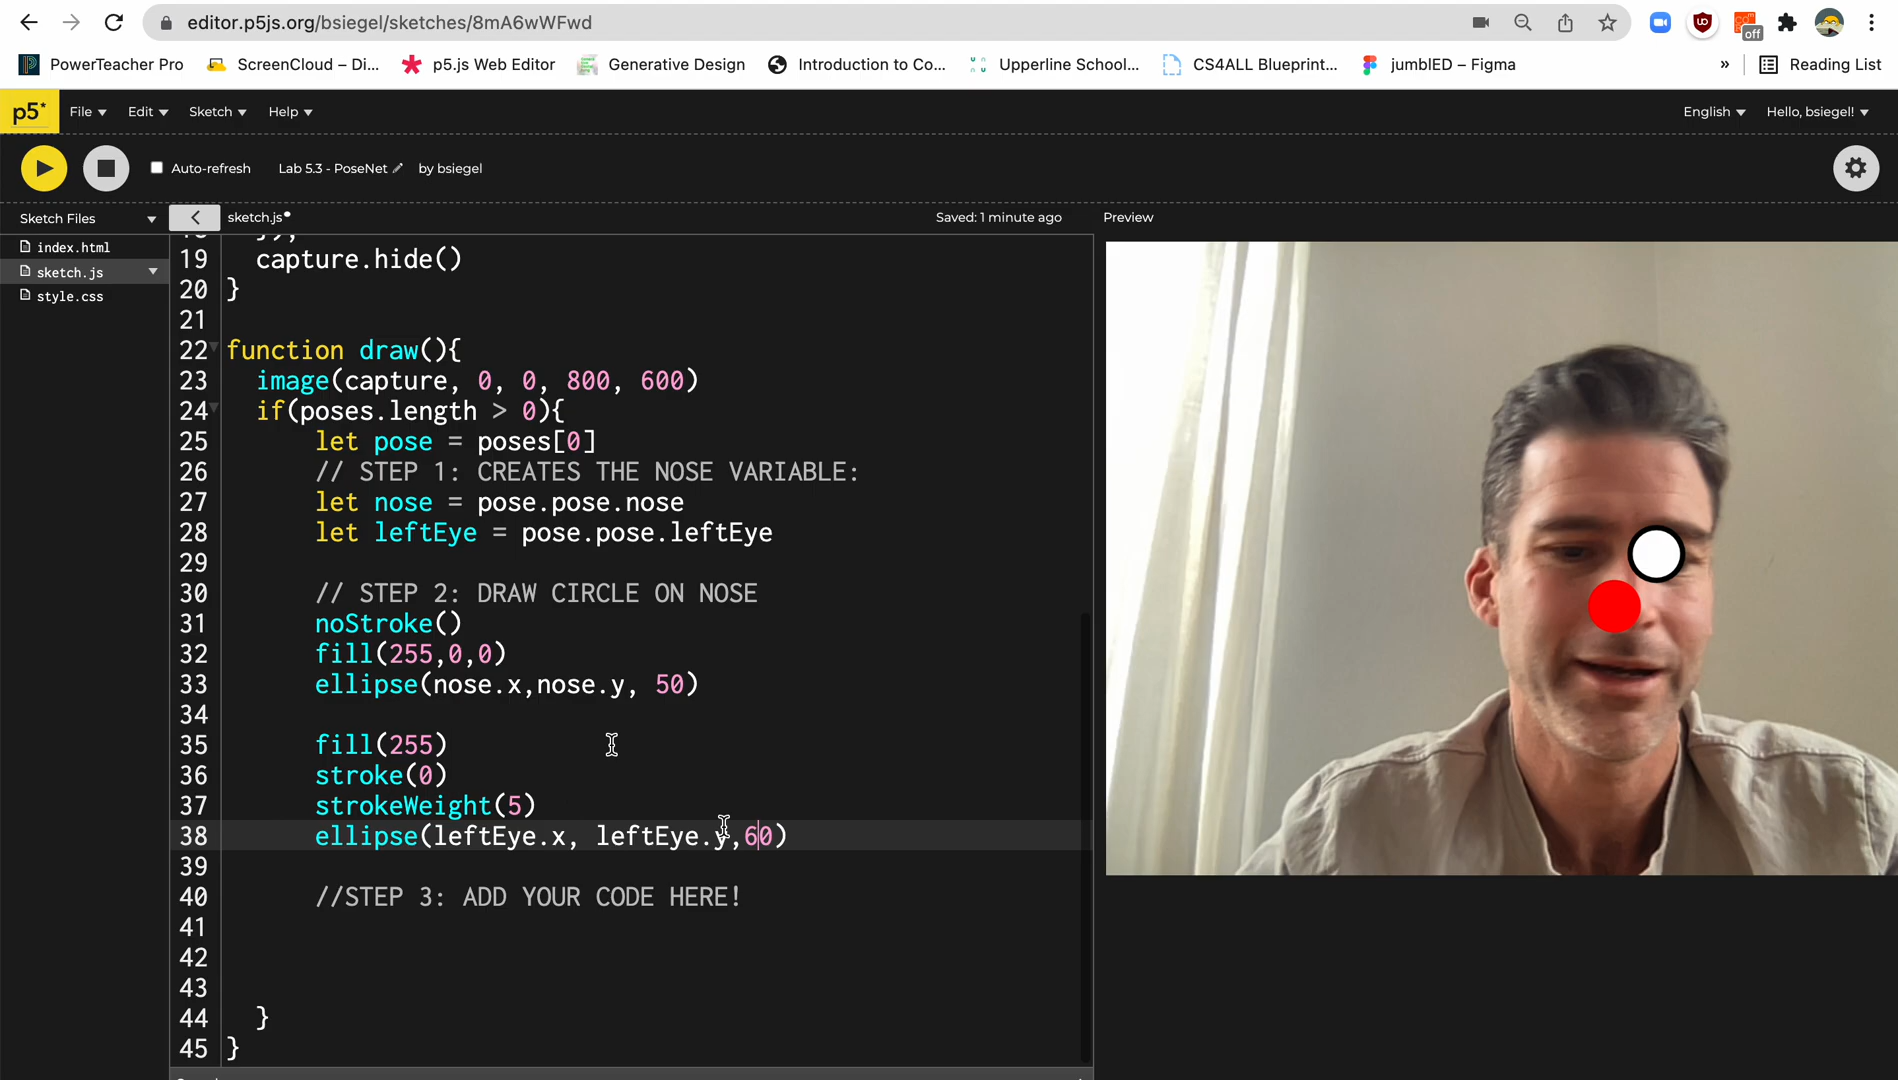 editor.p5js.org/bsiegel/sketches/8mA6wWFwd
off
PowerTeacher Pro
ScreenCloud – Di...
p5.js Web Editor
Generative Design
Introduction to Co...
Upperline School...
CS4ALL Blueprint...
jumblED – Figma
»
Reading List
p5*
File
Edit
Sketch
Help
English
Hello, bsiegel!
Auto-refresh
Lab 5.3 - PoseNet
by bsiegel
Sketch Files
sketch.js
Saved: 1 minute ago
Preview
index.html
sketch.js
style.css
19 capture.hide()
20 }
21
22 function draw(){
23 image(capture, 0, 0, 800, 600)
24 if(poses.length > 0){
25 let pose = poses[0]
26 // STEP 1: CREATES THE NOSE VARIABLE:
27 let nose = pose.pose.nose
28 let leftEye = pose.pose.leftEye
29
30 // STEP 2: DRAW CIRCLE ON NOSE
31 noStroke()
32 fill(255,0,0)
33 ellipse(nose.x,nose.y, 50)
34
35 fill(255)
36 stroke(0)
37 strokeWeight(5)
38 ellipse(leftEye.x, leftEye.y,60)
39
40 //STEP 3: ADD YOUR CODE HERE!
41
42
43
44 }
45 }